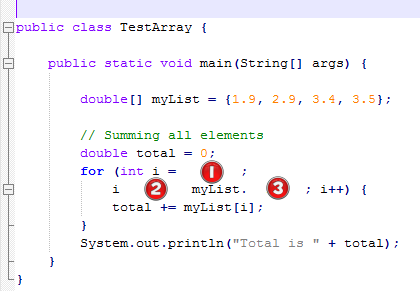 public class TestArray {
public static void main(String[] args) {
double[] myList = {1.9, 2.9, 3.4, 3.5};
// Summing all elements
double total = 0;
for (int i = 1 ;
i 2 myList. 3 ; i++) {
total += myList[i];
}
System.out.println("Total is " + total);
}
}